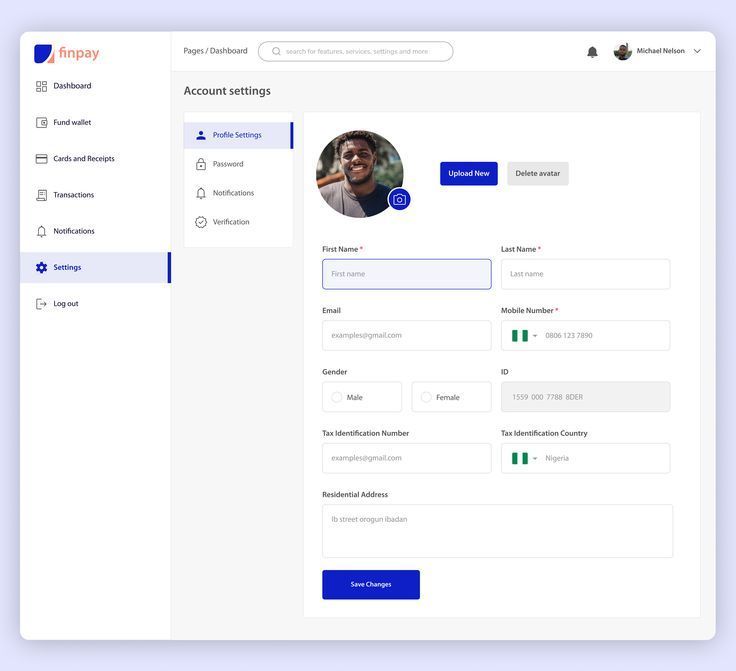 finpay
Pages / Dashboard
search for features, services, settings and more
Michael Nelson
Dashboard
Fund wallet
Cards and Receipts
Transactions
Notifications
Settings
Log out
Account settings
Profile Settings
Password
Notifications
Verification
Upload New
Delete avatar
First Name *
Last Name *
First name
Last name
Email
Mobile Number *
examples@gmail.com
0806 123 7890
Gender
ID
Male
Female
1559 000 7788 8DER
Tax Identification Number
Tax Identification Country
examples@gmail.com
Nigeria
Residential Address
Ib street orogun ibadan
Save Changes